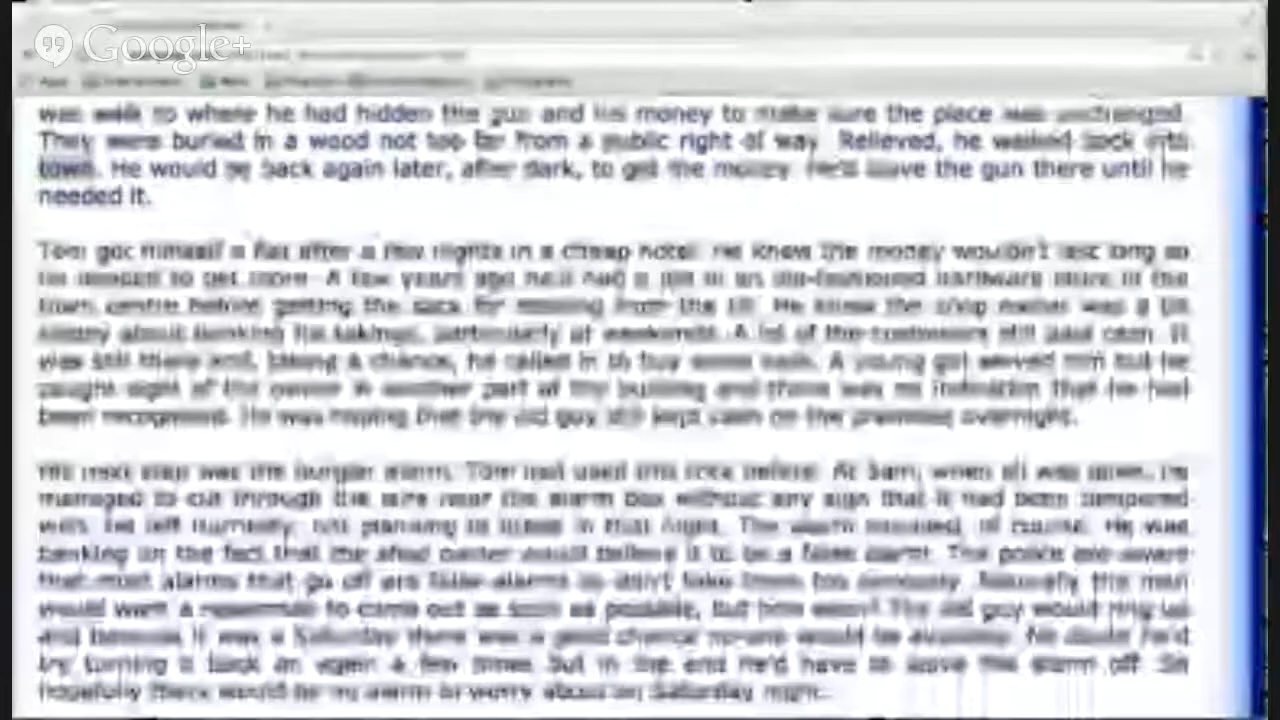 Google+
was walk to where he had hidden the gun and his money to make sure the place was unchanged.
They were buried in a wood not too far from a public right of way. Relieved, he walked back into
town. He would be back again later, after dark, to get the money. He'd leave the gun there until he
needed it.
Tom got himself a flat after a few nights in a cheap hotel. He knew the money wouldn't last long so
he needed to get more. A few years ago he'd had a job in an old-fashioned hardware store in the
town centre before getting the sack for stealing from the till. He knew the shop owner was a bit
about banking his takings, particularly at weekends. A lot of the customers still paid cash. It
was still there and, taking a chance, he called in to buy some nails. A young girl served him but he
caught sight of the owner in another part of the building and there was no indication that he had
been recognised. He was hoping that the old guy still kept cash on the premises overnight.
His next step was the burglar alarm. Tom had used this trick before. At 3am, when all was quiet, he
managed to cut through the wire near the alarm box without any sign that it had been tampered
with. He left hurriedly, not planning to break in that night. The alarm sounded, of course. He was
banking on the fact that the shop owner would believe it to be a false alarm. The police are aware
that most alarms that go off are false alarms so don't take them too seriously. Naturally the man
would want a repairman to come out as soon as possible, but how soon? The old guy would ring up
and because it was a Saturday there was a good chance no-one would be available. No doubt he'd
try turning it back on again a few times but in the end he'd have to leave the alarm off. So
hopefully there would be no alarm to worry about on Saturday night.